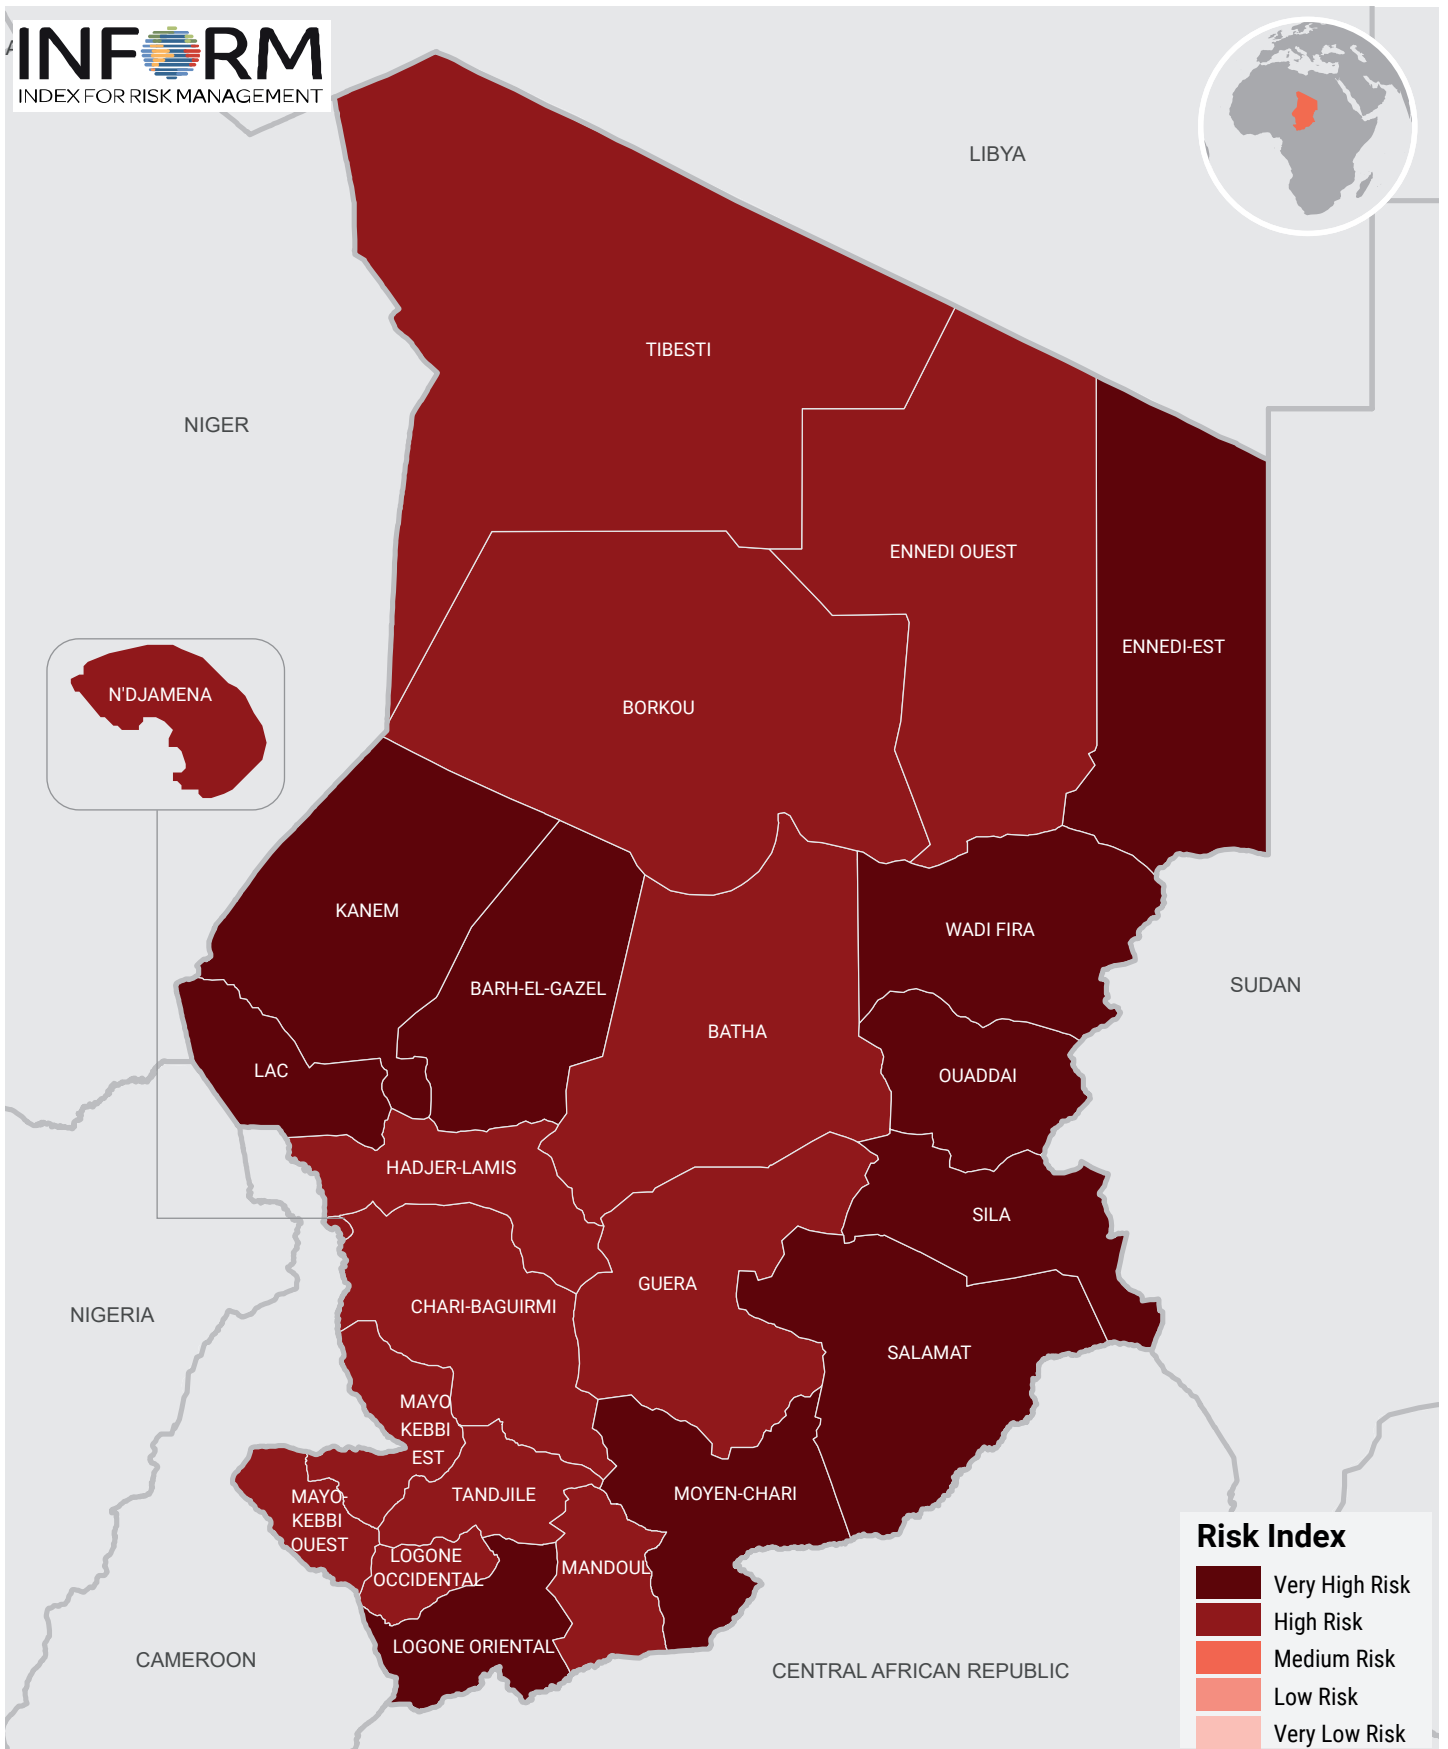 INFORM
INDEX FOR RISK MANAGEMENT
LIBYA
TIBESTI
NIGER
ENNEDI OUEST
ENNEDI-EST
N'DJAMENA
BORKOU
KANEM
WADI FIRA
BARH-EL-GAZEL
SUDAN
BATHA
LAC
OUADDAI
HADJER-LAMIS
SILA
GUERA
CHARI-BAGUIRMI
NIGERIA
SALAMAT
MAYO
KEBBI
EST
TANDJILE
MOYEN-CHARI
MAYO-
KEBBI
OUEST
LOGONE
OCCIDENTAL
MANDOUL
LOGONE ORIENTAL
CAMEROON
CENTRAL AFRICAN REPUBLIC
Risk Index
Very High Risk
High Risk
Medium Risk
Low Risk
Very Low Risk